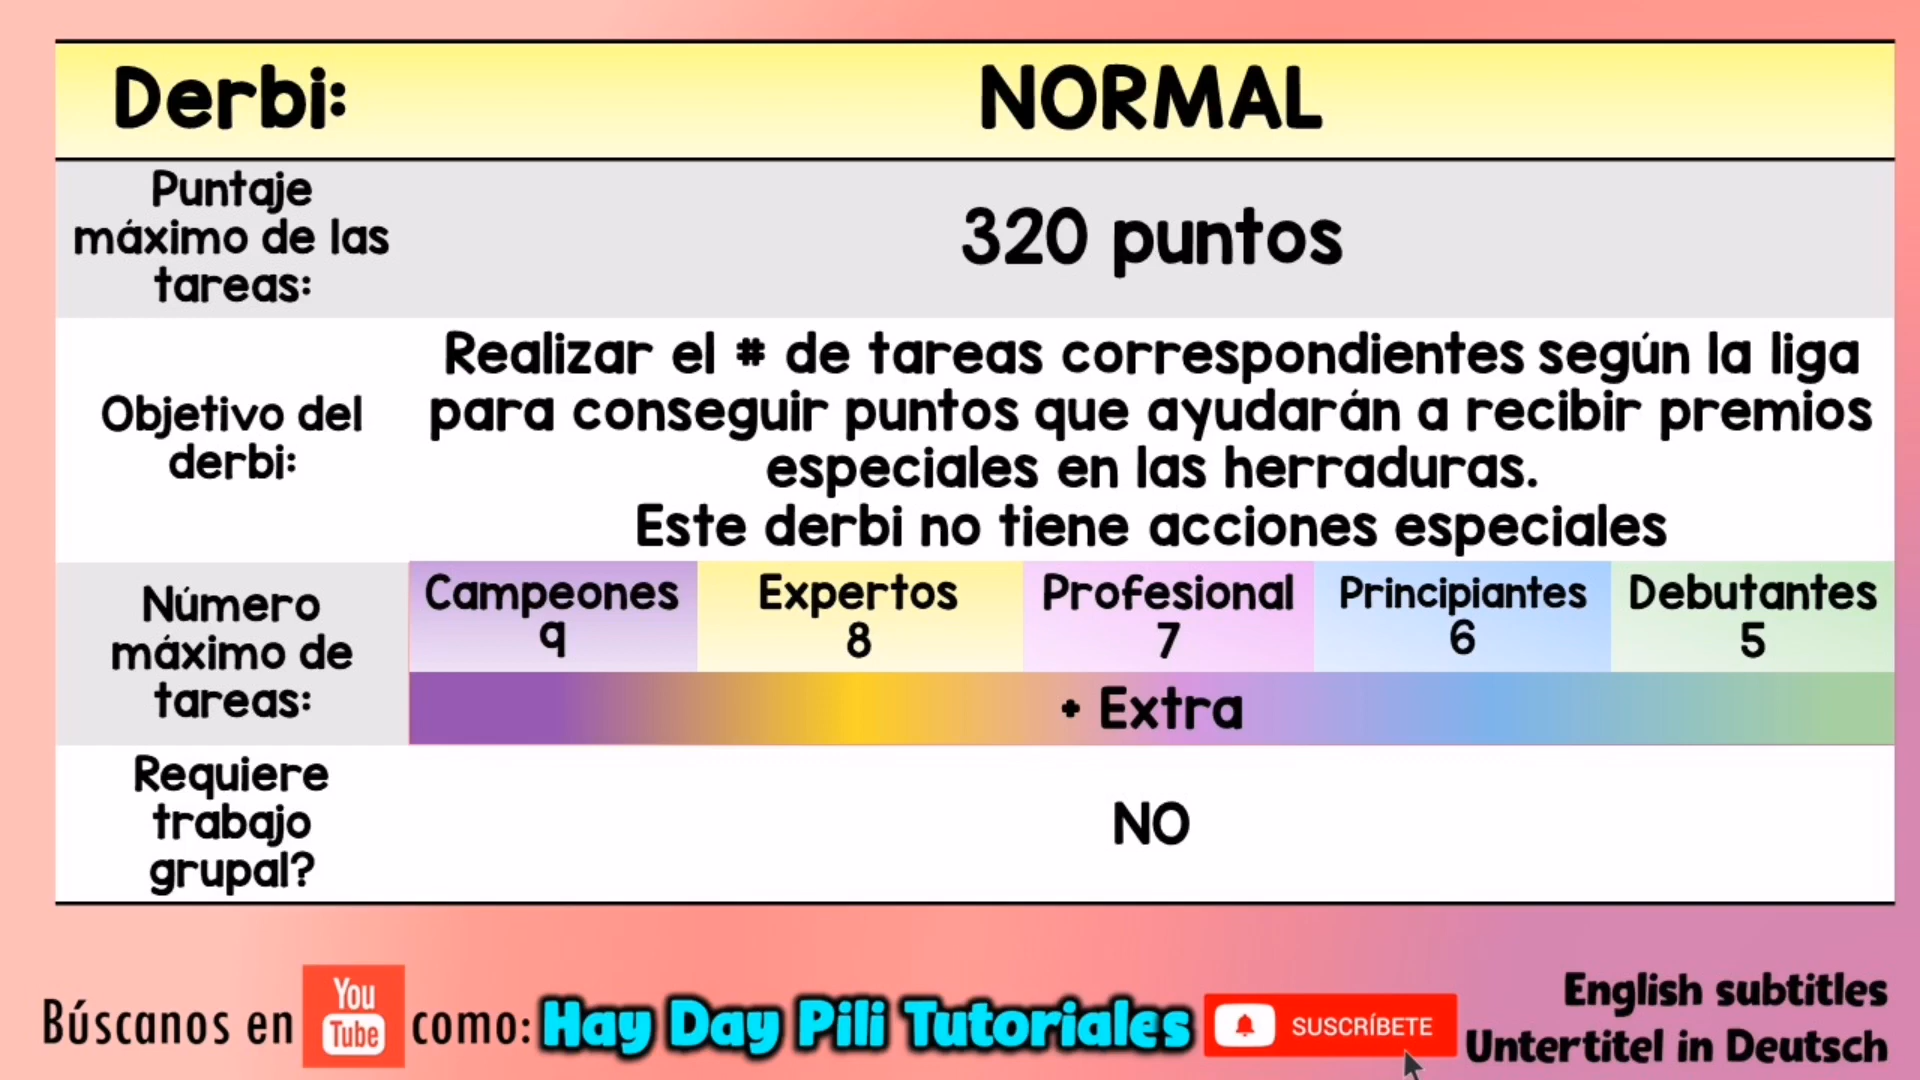 Derbi: NORMAL
Puntaje
máximo de las
tareas:
320 puntos
Objetivo del
derbi:
Realizar el # de tareas correspondientes según la liga
para conseguir puntos que ayudarán a recibir premios
especiales en las herraduras.
Este derbi no tiene acciones especiales
Número
máximo de
tareas:
Campeones Expertos Profesional Principiantes Debutantes
9 8 7 6 5
+ Extra
Requiere
trabajo
grupal?
NO
Búscanos en You Tube como: Hay Day Pili Tutoriales SUSCRÍBETE
English subtitles
Untertitel in Deutsch